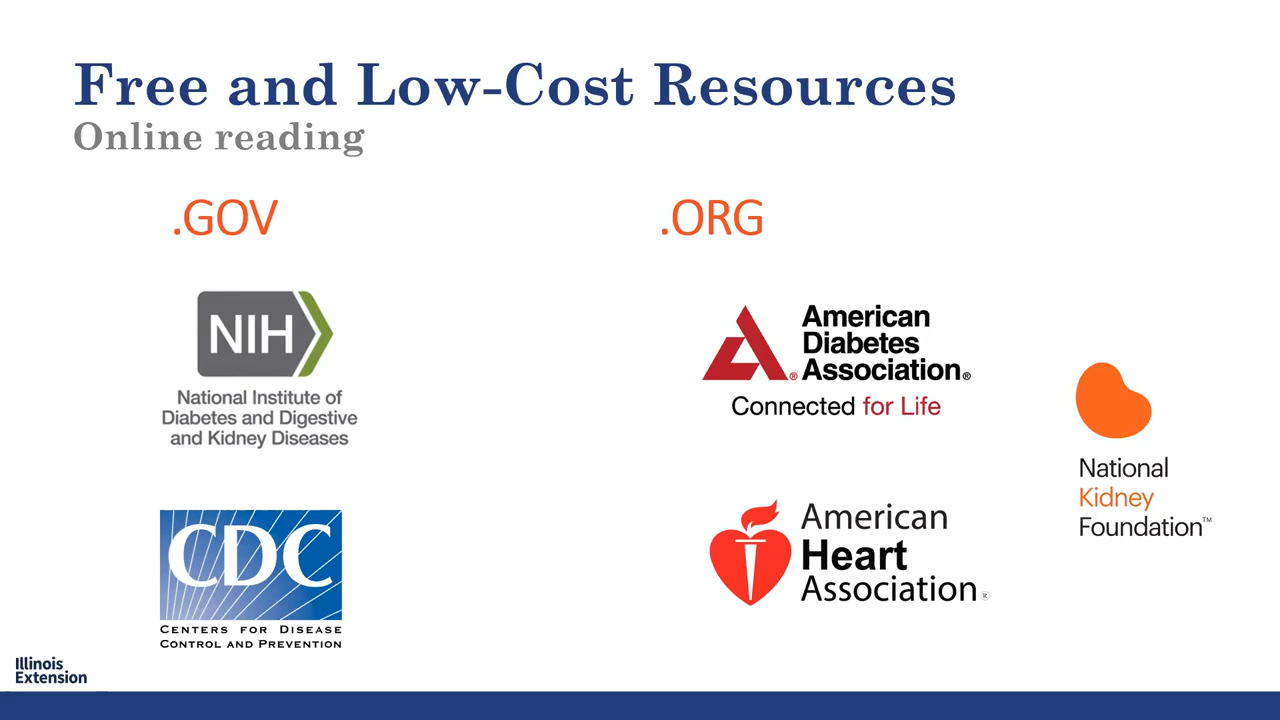 Free and Low-Cost Resources
Online reading
.GOV
.ORG
NIH
National Institute of
Diabetes and Digestive
and Kidney Diseases
CDC
CENTERS FOR DISEASE
CONTROL AND PREVENTION
American
Diabetes
Association®
Connected for Life
American
Heart
Association®
National
Kidney
Foundation™
Illinois
Extension